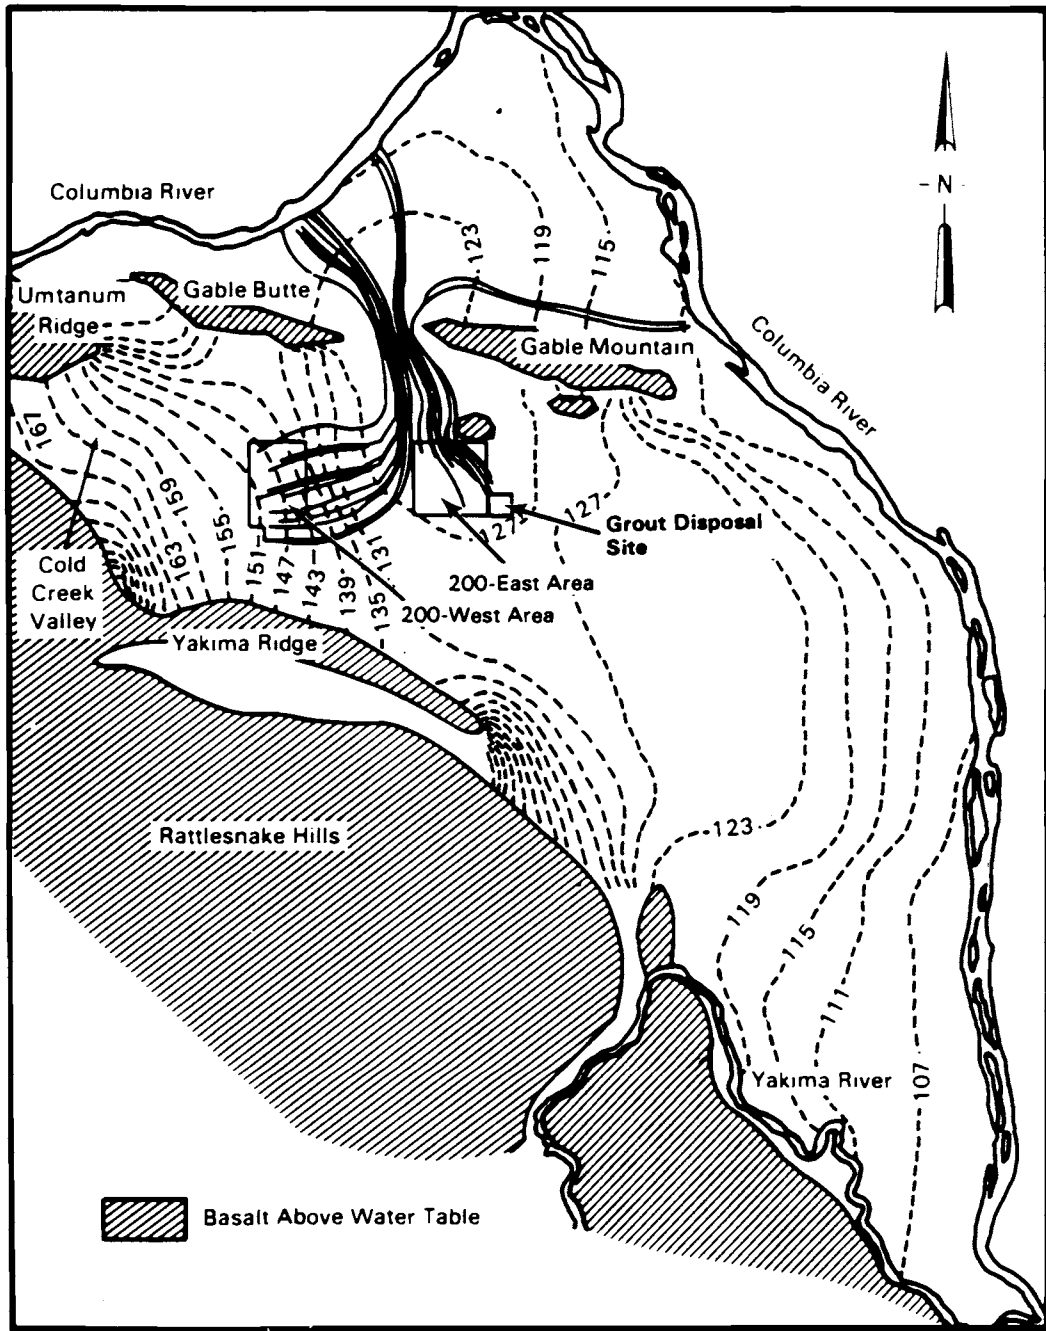 N
Columbia River
Umtanum
Ridge
Gable Butte
123
119
115
Gable Mountain
Columbia River
167
159
163
155
151
147
143
139
135
131
127
127
Grout Disposal
Site
200-East Area
200-West Area
Cold
Creek
Valley
Yakima Ridge
Rattlesnake Hills
123
119
115
111
107
Yakima River
Basalt Above Water Table